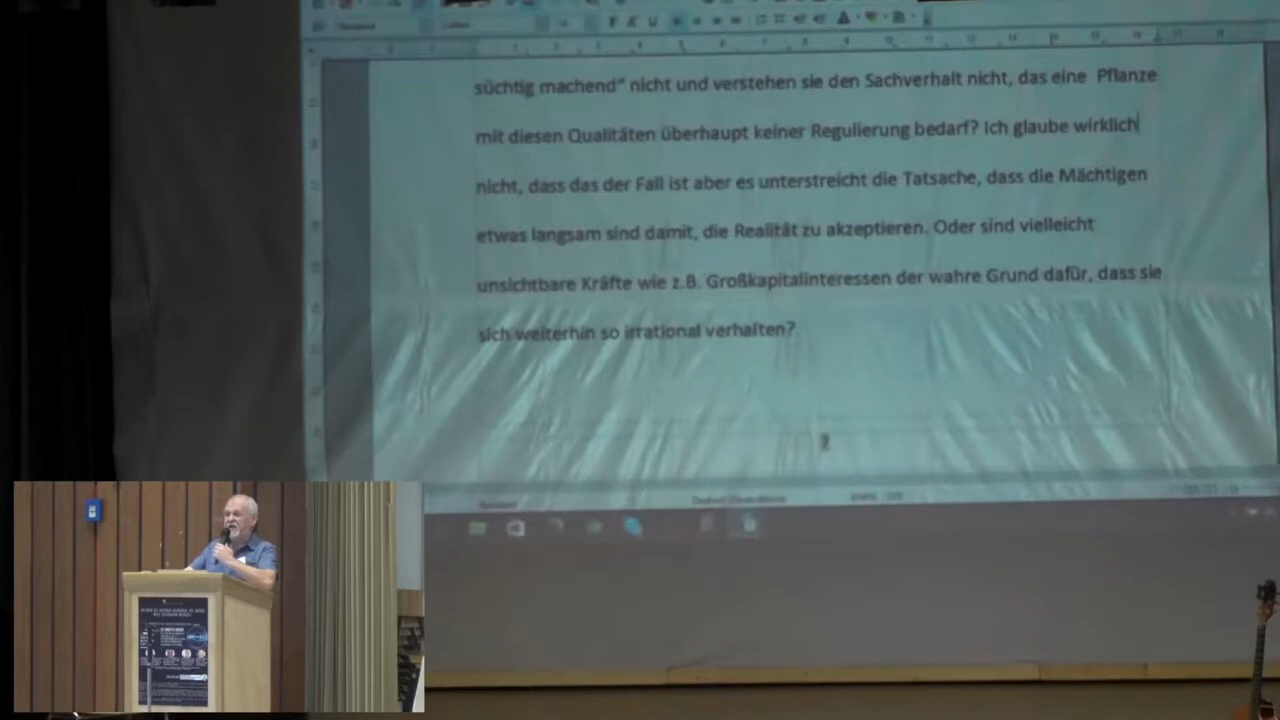 süchtig machend“ nicht und verstehen sie den Sachverhalt nicht, das eine Pflanze
mit diesen Qualitäten überhaupt keiner Regulierung bedarf? Ich glaube wirklich
nicht, dass das der Fall ist aber es unterstreicht die Tatsache, dass die Mächtigen
etwas langsam sind damit, die Realität zu akzeptieren. Oder sind vielleicht
unsichtbare Kräfte wie z.B. Großkapitalinteressen der wahre Grund dafür, dass sie
sich weiterhin so irrational verhalten?